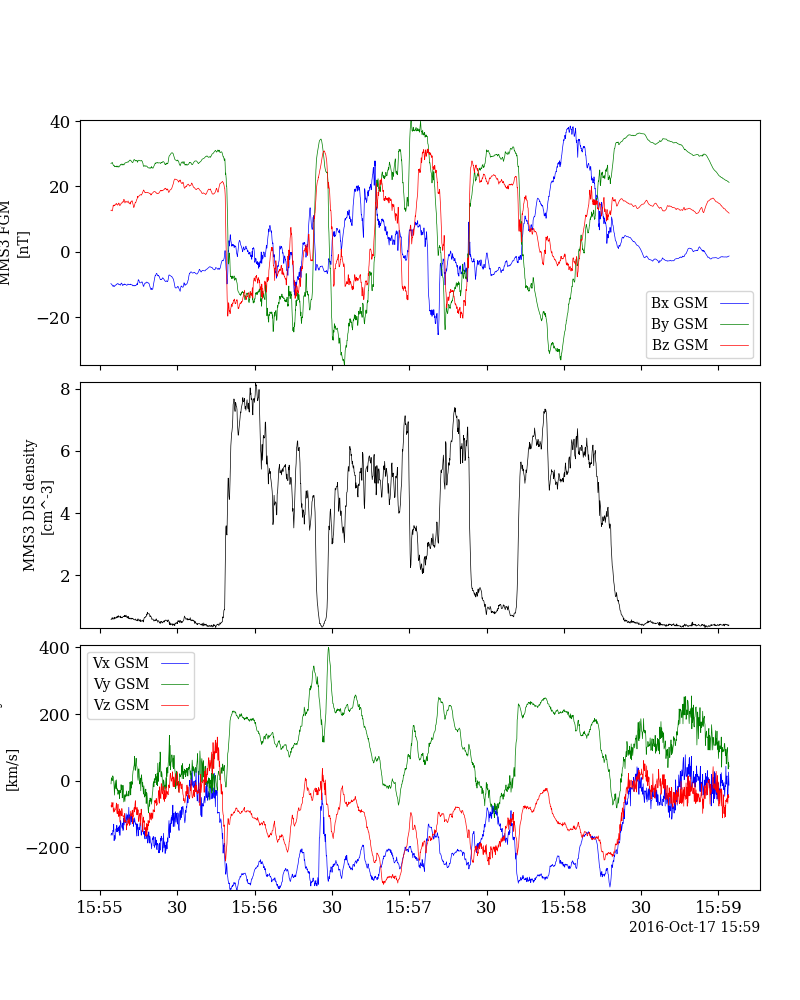 40
20
0
−20
MMS3 FGM
[nT]
Bx GSM
By GSM
Bz GSM
8
6
4
2
MMS3 DIS density
[cm^-3]
400
200
0
−200
[km/s]
Vx GSM
Vy GSM
Vz GSM
15:55
30
15:56
30
15:57
30
15:58
30
15:59
2016-Oct-17 15:59